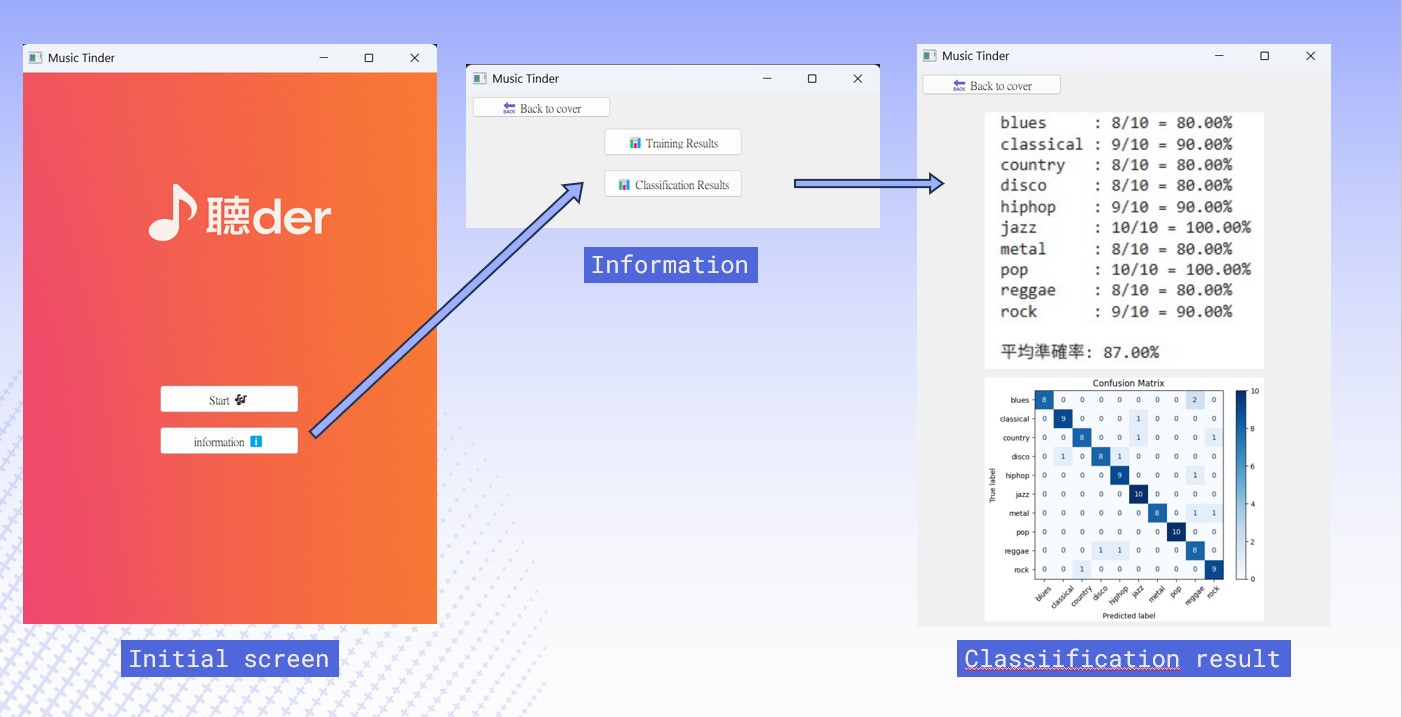 Music Tinder
聽der
Start
information
Initial screen
Music Tinder
BACK Back to cover
Training Results
Classification Results
Information
Music Tinder
BACK Back to cover
blues : 8/10 = 80.00%
classical : 9/10 = 90.00%
country : 8/10 = 80.00%
disco : 8/10 = 80.00%
hiphop : 9/10 = 90.00%
jazz : 10/10 = 100.00%
metal : 8/10 = 80.00%
pop : 10/10 = 100.00%
reggae : 8/10 = 80.00%
rock : 9/10 = 90.00%
平均準確率: 87.00%
Confusion Matrix
True label
blues 8 0 0 0 0 0 0 0 2 0
classical 0 9 0 0 0 1 0 0 0 0
country 0 0 8 0 0 1 0 0 0 1
disco 0 1 0 8 1 0 0 0 0 0
hiphop 0 0 0 0 9 0 0 0 1 0
jazz 0 0 0 0 0 10 0 0 0 0
metal 0 0 0 0 0 0 8 0 1 1
pop 0 0 0 0 0 0 0 10 0 0
reggae 0 0 0 1 1 0 0 0 8 0
rock 0 0 1 0 0 0 0 0 0 9
blues classical country disco hiphop jazz metal pop reggae rock
Predicted label
10
8
6
4
2
0
Classiification result